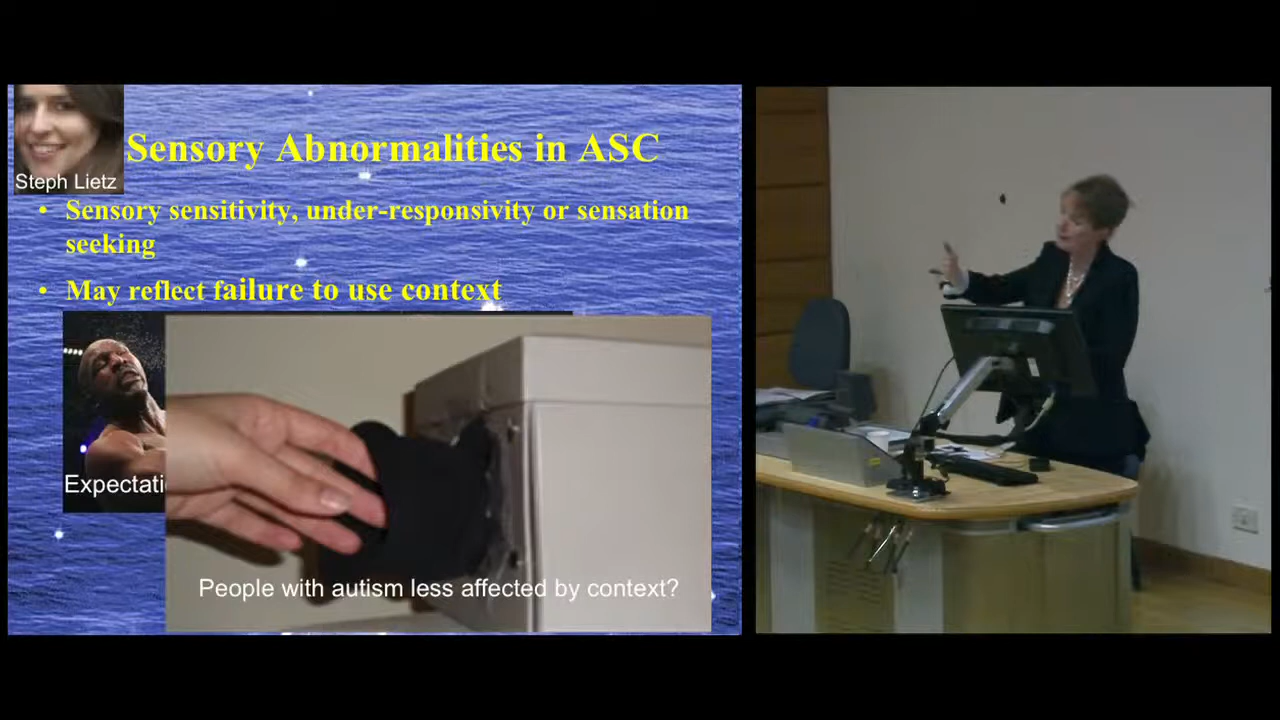 Sensory Abnormalities in ASC
Steph Lietz
• Sensory sensitivity, under-responsivity or sensation
seeking
• May reflect failure to use context
Expectati
People with autism less affected by context?